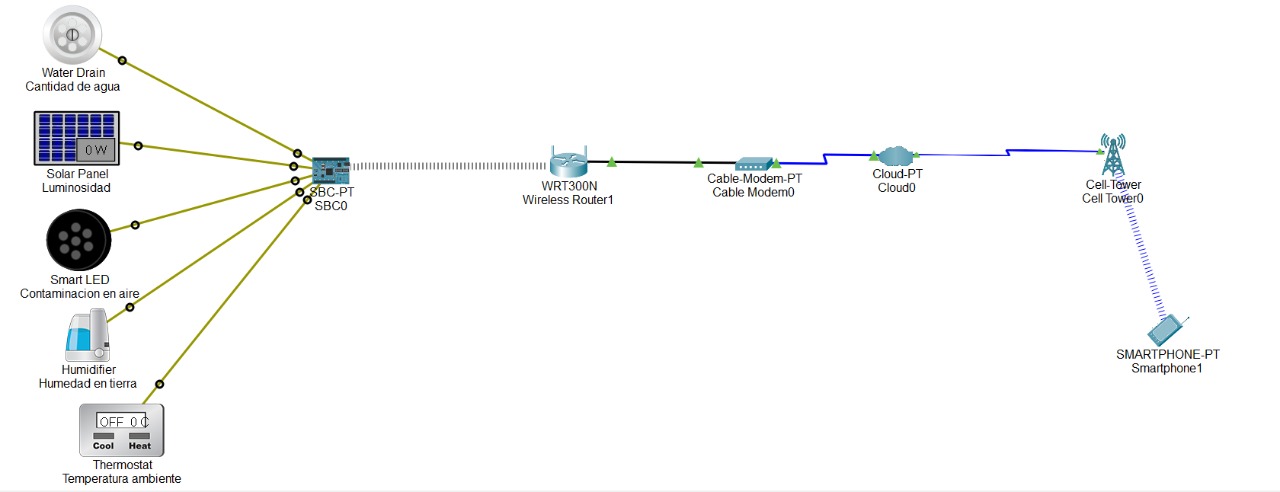 Water Drain
Cantidad de agua
0 W
Solar Panel
Luminosidad
Smart LED
Contaminacion en aire
Humidifier
Humedad en tierra
OFF 0 C
Cool Heat
Thermostat
Temperatura ambiente
SBC-PT
SBC0
WRT300N
Wireless Router1
Cable-Modem-PT
Cable Modem0
Cloud-PT
Cloud0
Cell-Tower
Cell Tower0
SMARTPHONE-PT
Smartphone1